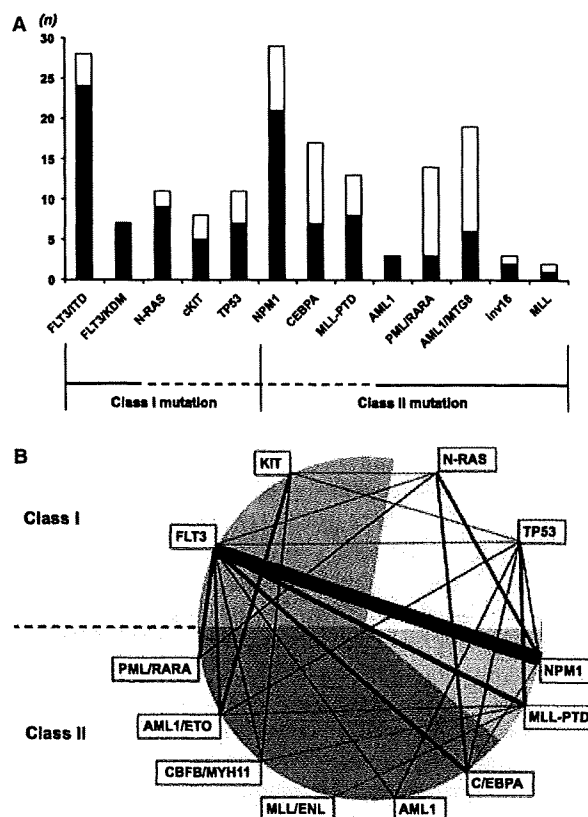 A (n)
30
25
20
15
10
5
0
FLT3/ITD
FLT3/KDM
N-RAS
cKIT
TP53
NPM1
CEBPA
MLL-PTD
AML1
PML/RARA
AML1/MTG8
Inv16
MLL
Class I mutation
Class II mutation
B
KIT
N-RAS
Class I
FLT3
TP53
PML/RARA
NPM1
AML1/ETO
MLL-PTD
Class II
CBFB/MYH11
C/EBPA
MLL/ENL
AML1